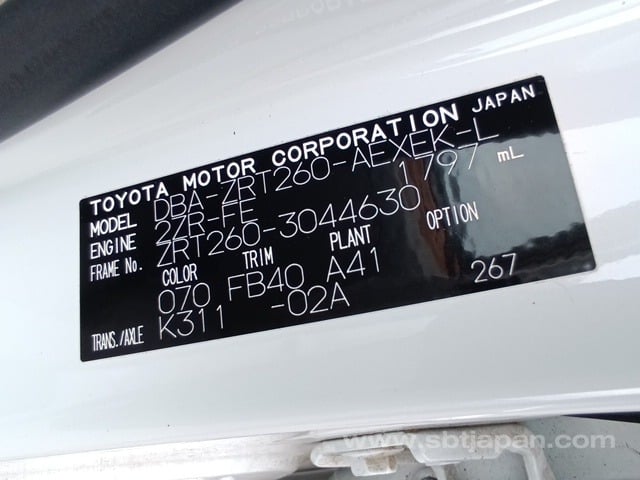 TOYOTA MOTOR CORPORATION JAPAN
MODEL DBA-ZRT260-AEXEK-L
ENGINE 2ZR-FE 1797 mL
FRAME No. ZRT260-3044630
COLOR TRIM PLANT OPTION
070 FB40 A41 267
TRANS./AXLE K311 -02A
www.sbtjapan.com